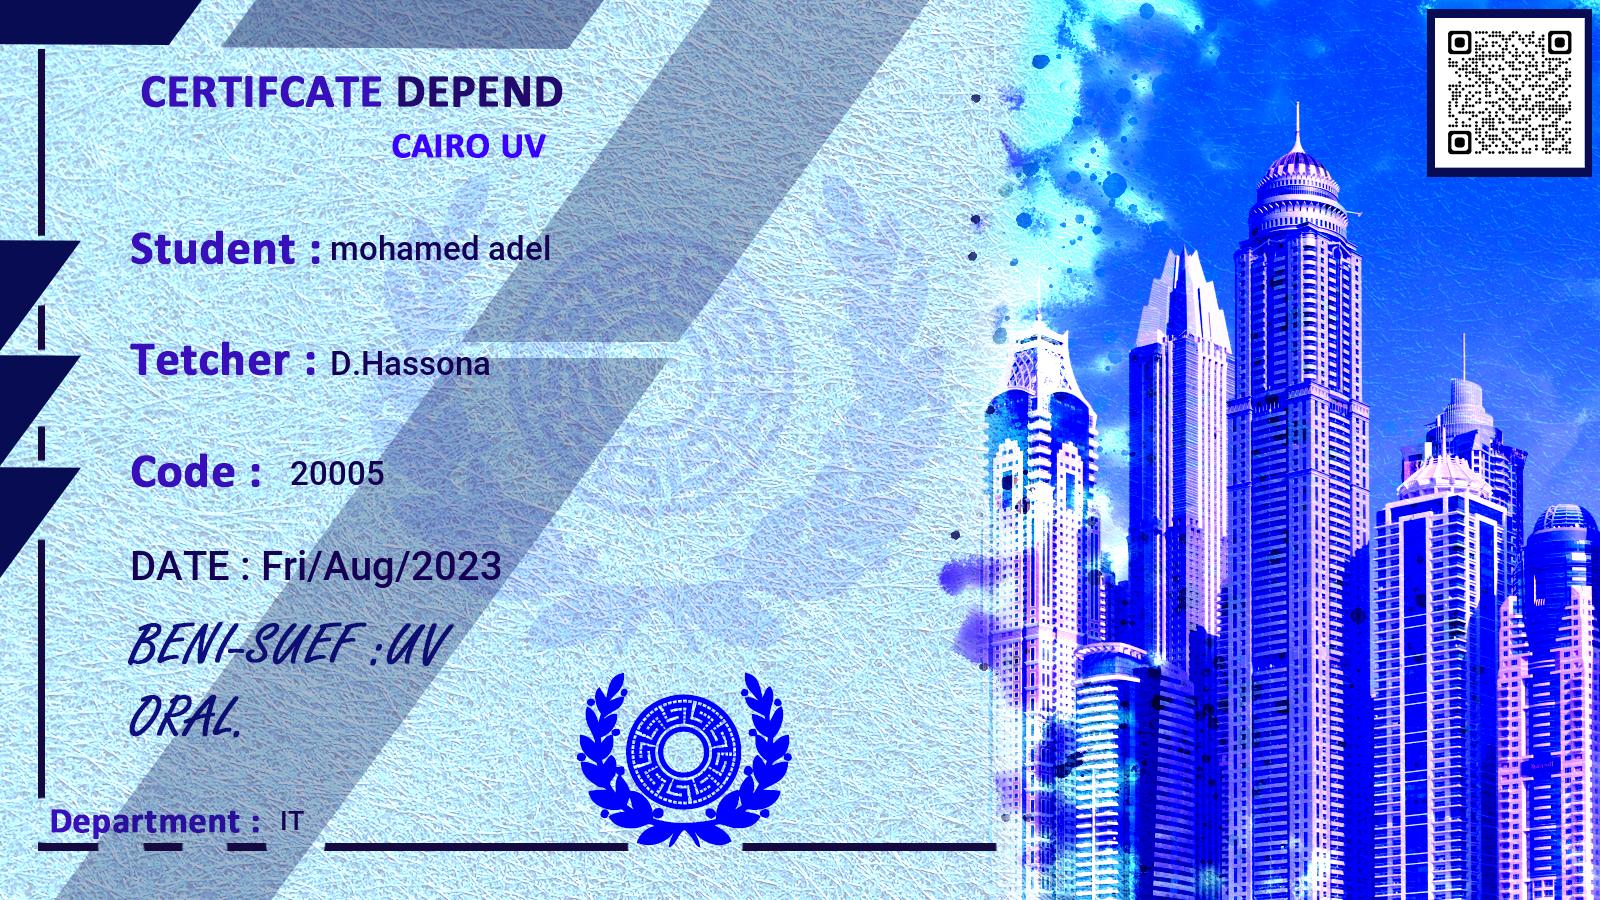 CERTIFCATE DEPEND
CAIRO UV
Student : mohamed adel
Tetcher : D.Hassona
Code : 20005
DATE : Fri/Aug/2023
BENI-SUEF :UV
ORAL.
Department : IT